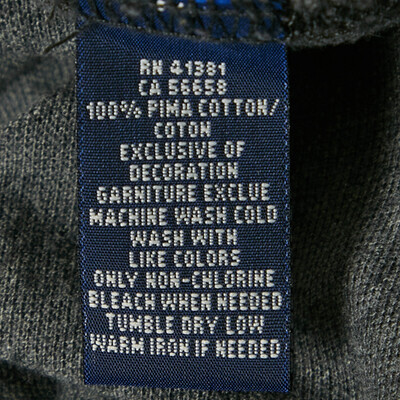 RN 41381
CA 56658
100% PIMA COTTON/
COTON
EXCLUSIVE OF
DECORATION
GARNITURE EXCLUE
MACHINE WASH COLD
WASH WITH
LIKE COLORS
ONLY NON-CHLORINE
BLEACH WHEN NEEDED
TUMBLE DRY LOW
WARM IRON IF NEEDED